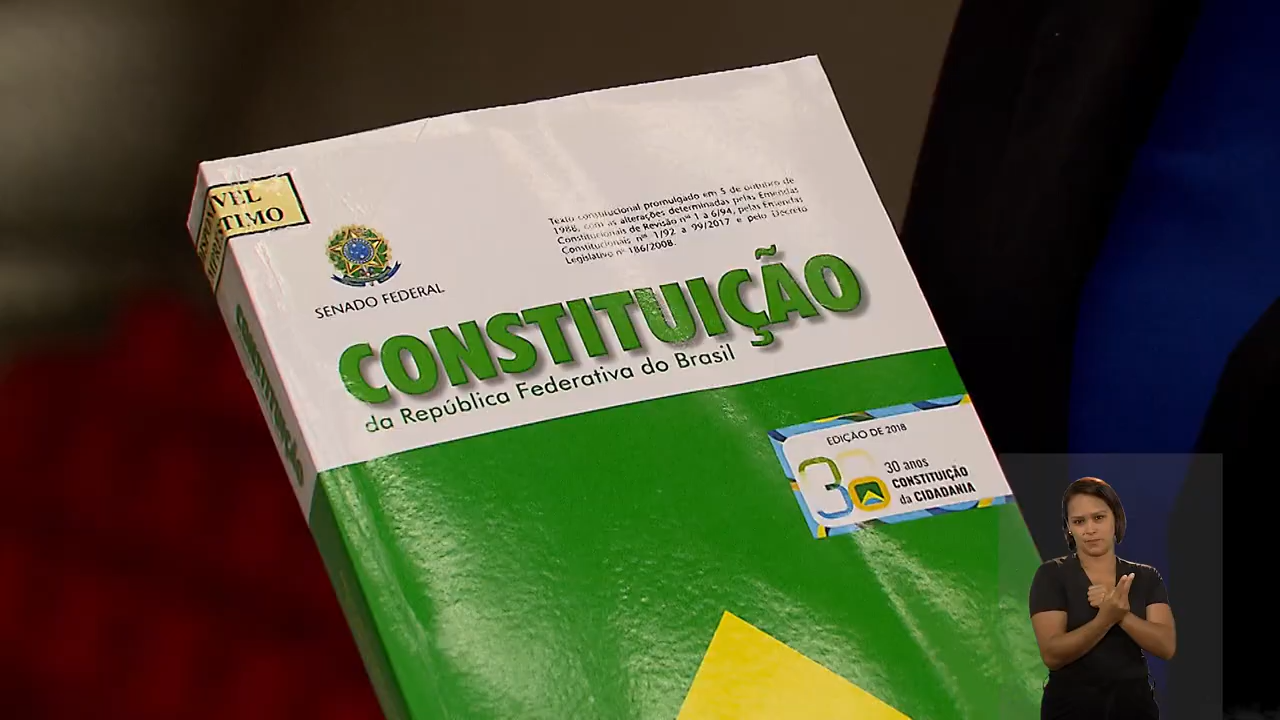 VEL
TIMO
SENADO FEDERAL
Texto constitucional promulgado em 5 de outubro de
1988, com as alterações determinadas pelas Emendas
Constitucionais de Revisão nº 1 a 6/94, pelas Emendas
Constitucionais nº 1/92 a 99/2017 e pelo Decreto
Legislativo nº 186/2008.
CONSTITUIÇÃO
da República Federativa do Brasil
EDIÇÃO DE 2018
30
30 anos
CONSTITUIÇÃO
da CIDADANIA
CONSTITUIÇÃO